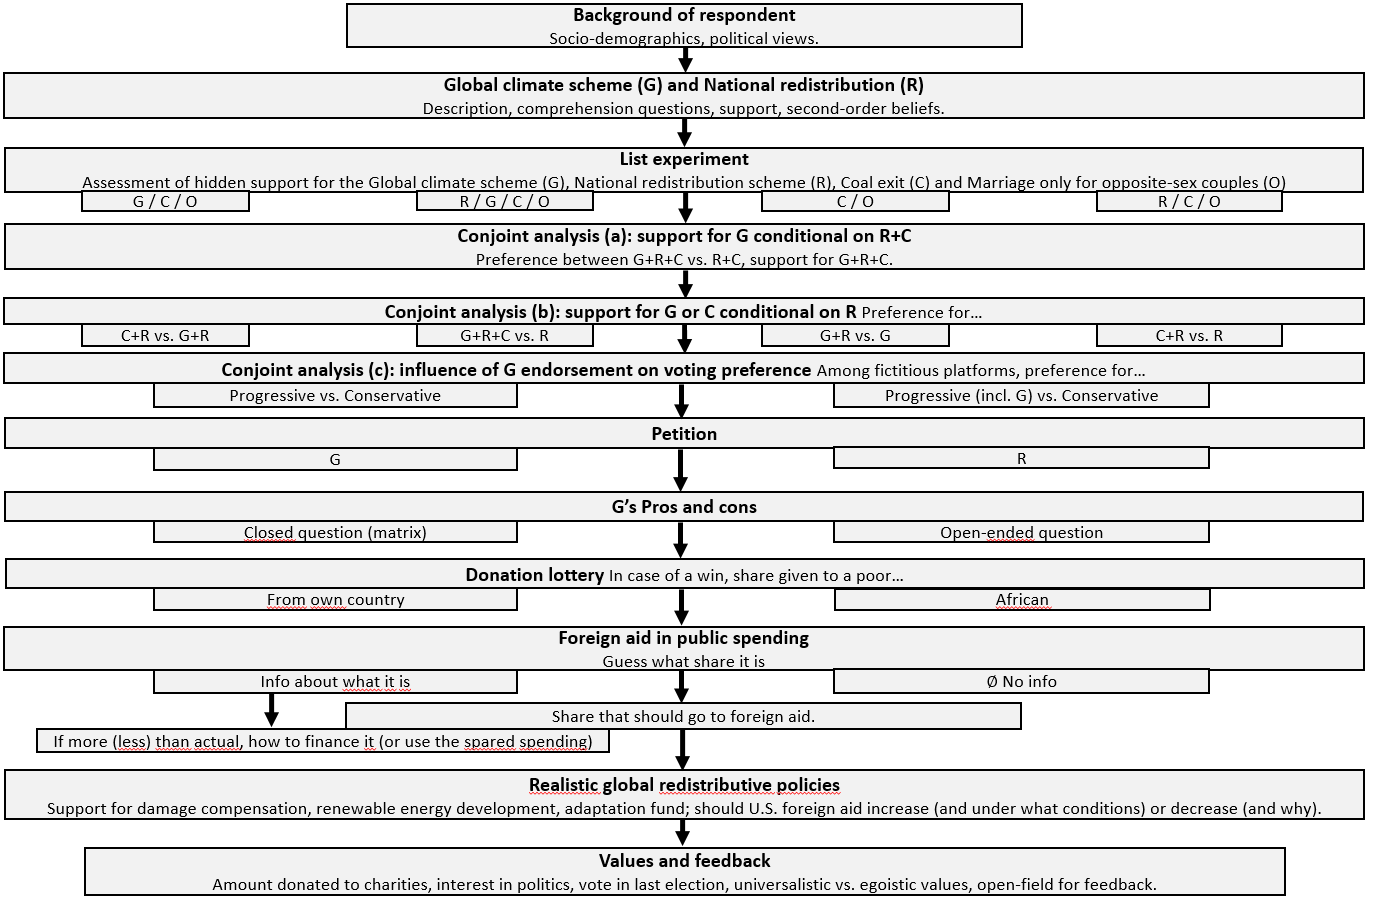 Background of respondent
Socio-demographics, political views.
Global climate scheme (G) and National redistribution (R)
Description, comprehension questions, support, second-order beliefs.
List experiment
Assessment of hidden support for the Global climate scheme (G), National redistribution scheme (R), Coal exit (C) and Marriage only for opposite-sex couples (O)
G / C / O
R / G / C / O
C / O
R / C / O
Conjoint analysis (a): support for G conditional on R+C
Preference between G+R+C vs. R+C, support for G+R+C.
Conjoint analysis (b): support for G or C conditional on R Preference for...
C+R vs. G+R
G+R+C vs. R
G+R vs. G
C+R vs. R
Conjoint analysis (c): influence of G endorsement on voting preference Among fictitious platforms, preference for...
Progressive vs. Conservative
Progressive (incl. G) vs. Conservative
Petition
G
R
G's Pros and cons
Closed question (matrix)
Open-ended question
Donation lottery In case of a win, share given to a poor...
From own country
African
Foreign aid in public spending
Guess what share it is
Info about what it is
Ø No info
Share that should go to foreign aid.
If more (less) than actual, how to finance it (or use the spared spending)
Realistic global redistributive policies
Support for damage compensation, renewable energy development, adaptation fund; should U.S. foreign aid increase (and under what conditions) or decrease (and why).
Values and feedback
Amount donated to charities, interest in politics, vote in last election, universalistic vs. egoistic values, open-field for feedback.